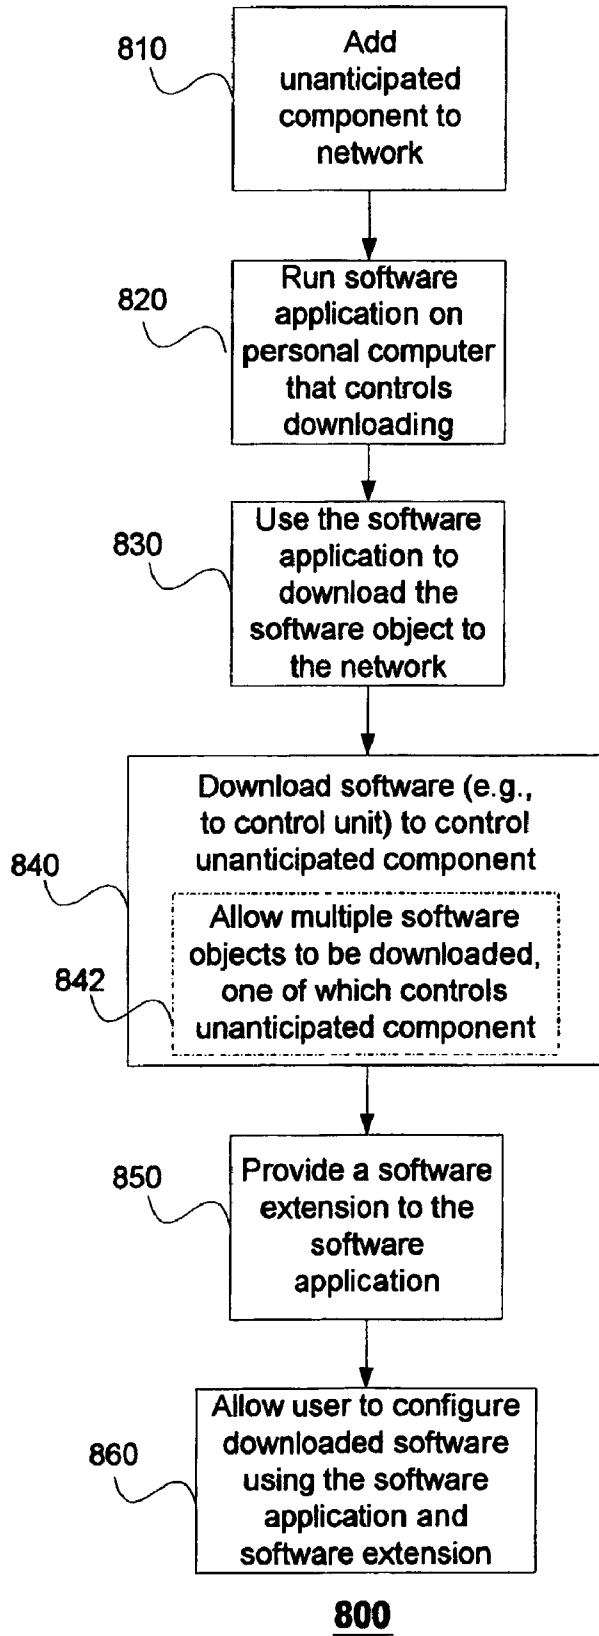 810
Add
unanticipated
component to
network
820
Run software
application on
personal computer
that controls
downloading
830
Use the software
application to
download the
software object to
the network
840
Download software (e.g.,
to control unit) to control
unanticipated component
842
Allow multiple software
objects to be downloaded,
one of which controls
unanticipated component
850
Provide a software
extension to the
software
application
860
Allow user to configure
downloaded software
using the software
application and
software extension
800